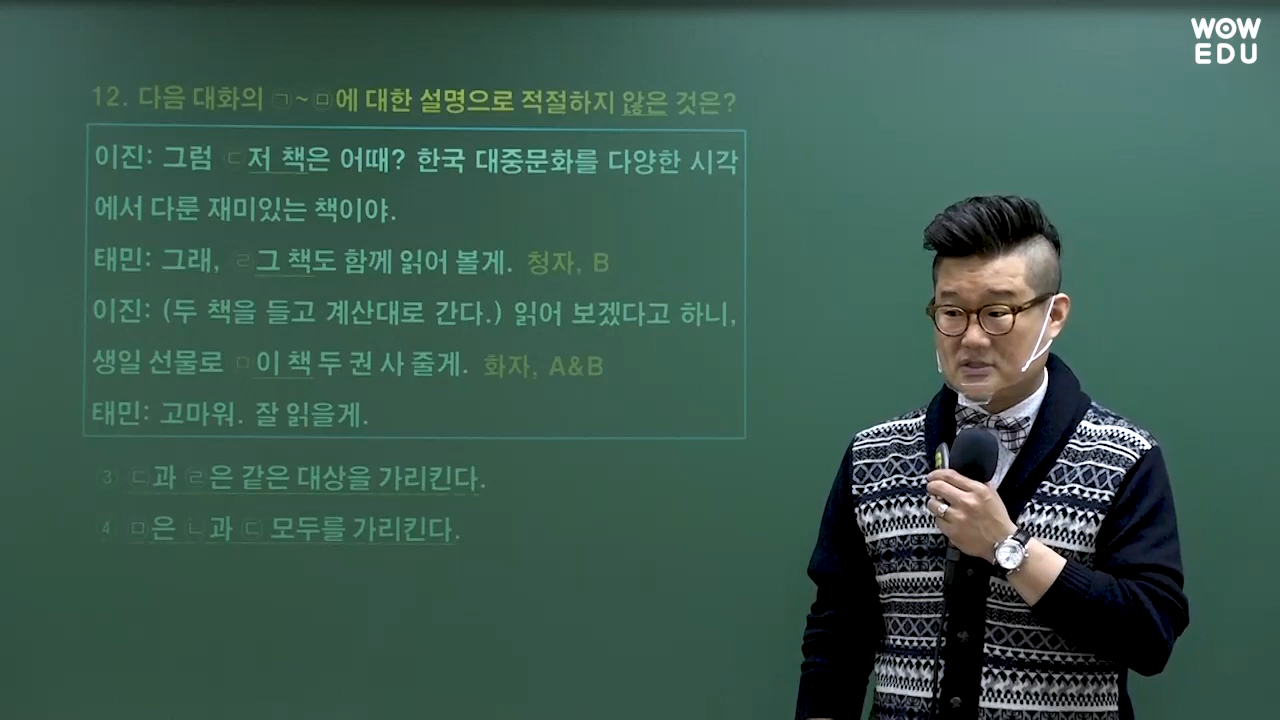 WOW
EDU
12. 다음 대화의 ㉠~㉤에 대한 설명으로 적절하지 않은 것은?
이진: 그럼 ㉢저 책은 어때? 한국 대중문화를 다양한 시각
에서 다룬 재미있는 책이야.
태민: 그래, ㉣그 책도 함께 읽어 볼게. 청자, B
이진: (두 책을 들고 계산대로 간다.) 읽어 보겠다고 하니,
생일 선물로 ㉤이 책 두 권 사 줄게. 화자, A&B
태민: 고마워. 잘 읽을게.
③ ㉢과 ㉣은 같은 대상을 가리킨다.
④ ㉤은 ㉡과 ㉢ 모두를 가리킨다.